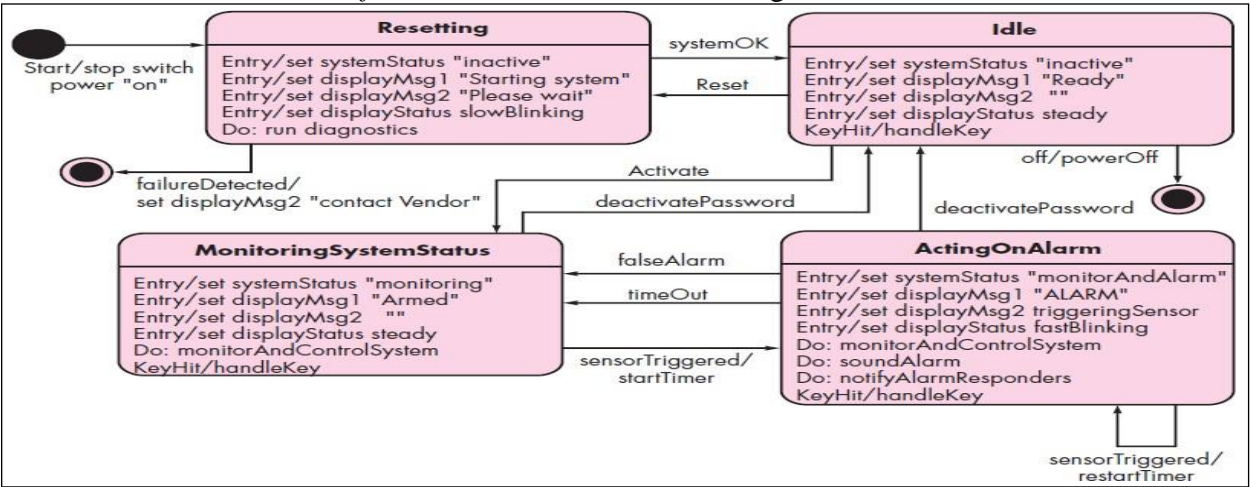 Resetting
Entry/set systemStatus "inactive"
Entry/set displayMsg1 "Starting system"
Entry/set displayMsg2 "Please wait"
Entry/set displayStatus slowBlinking
Do: run diagnostics
Start/stop switch
power "on"
systemOK
Reset
Idle
Entry/set systemStatus "inactive"
Entry/set displayMsg1 "Ready"
Entry/set displayMsg2 ""
Entry/set displayStatus steady
KeyHit/handleKey
failureDetected/
set displayMsg2 "contact Vendor"
Activate
deactivatePassword
off/powerOff
deactivatePassword
MonitoringSystemStatus
Entry/set systemStatus "monitoring"
Entry/set displayMsg1 "Armed"
Entry/set displayMsg2 ""
Entry/set displayStatus steady
Do: monitorAndControlSystem
KeyHit/handleKey
falseAlarm
timeOut
sensorTriggered/
startTimer
ActingOnAlarm
Entry/set systemStatus "monitorAndAlarm"
Entry/set displayMsg1 "ALARM"
Entry/set displayMsg2 triggeringSensor
Entry/set displayStatus fastBlinking
Do: monitorAndControlSystem
Do: soundAlarm
Do: notifyAlarmResponders
KeyHit/handleKey
sensorTriggered/
restartTimer